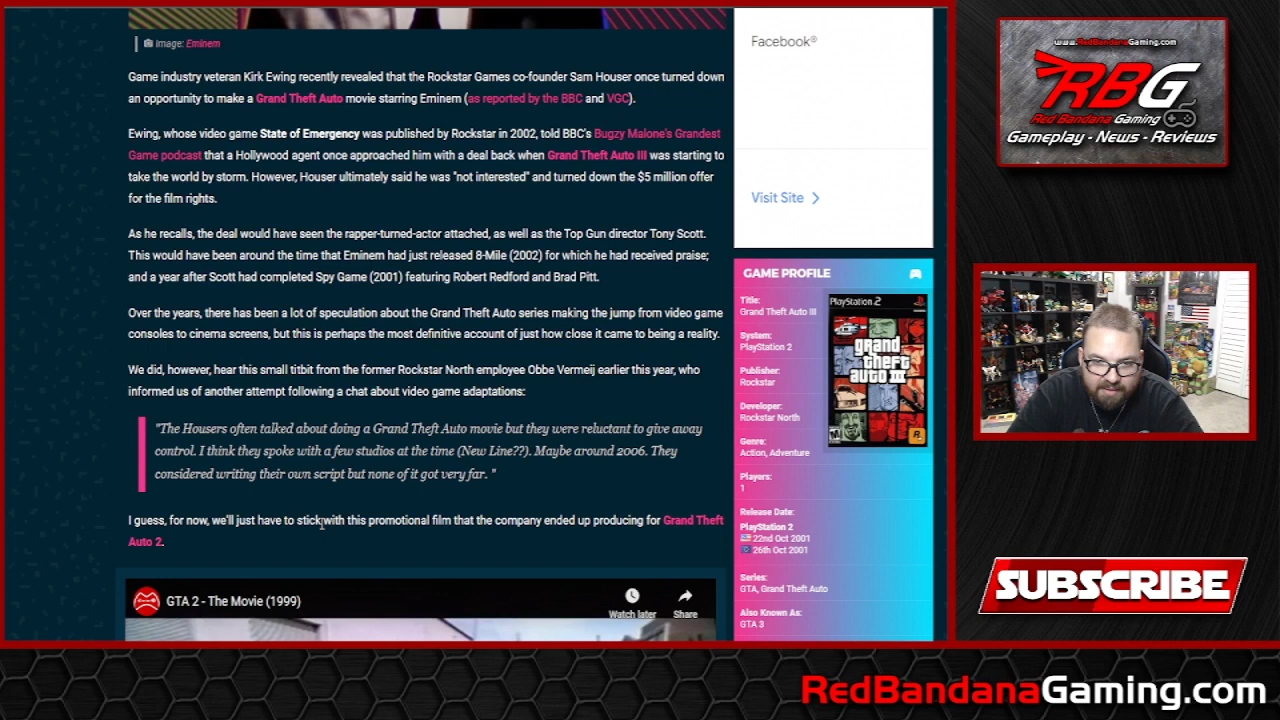 Image: Eminem
Game industry veteran Kirk Ewing recently revealed that the Rockstar Games co-founder Sam Houser once turned down
an opportunity to make a Grand Theft Auto movie starring Eminem (as reported by the BBC and VGC).
Ewing, whose video game State of Emergency was published by Rockstar in 2002, told BBC's Bugzy Malone's Grandest
Game podcast that a Hollywood agent once approached him with a deal back when Grand Theft Auto III was starting to
take the world by storm. However, Houser ultimately said he was "not interested" and turned down the $5 million offer
for the film rights.
As he recalls, the deal would have seen the rapper-turned-actor attached, as well as the Top Gun director Tony Scott.
This would have been around the time that Eminem had just released 8-Mile (2002) for which he had received praise;
and a year after Scott had completed Spy Game (2001) featuring Robert Redford and Brad Pitt.
Over the years, there has been a lot of speculation about the Grand Theft Auto series making the jump from video game
consoles to cinema screens, but this is perhaps the most definitive account of just how close it came to being a reality.
We did, however, hear this small titbit from the former Rockstar North employee Obbe Vermeij earlier this year, who
informed us of another attempt following a chat about video game adaptations:
"The Housers often talked about doing a Grand Theft Auto movie but they were reluctant to give away
control. I think they spoke with a few studios at the time (New Line??). Maybe around 2006. They
considered writing their own script but none of it got very far. "
I guess, for now, we'll just have to stick with this promotional film that the company ended up producing for Grand Theft
Auto 2.
GTA 2 - The Movie (1999)
Watch later
Share
Facebook®
Visit Site
GAME PROFILE
Title:
Grand Theft Auto III
System:
PlayStation 2
Publisher:
Rockstar
Developer:
Rockstar North
Genre:
Action, Adventure
Players:
1
Release Date:
PlayStation 2
22nd Oct 2001
26th Oct 2001
Series:
GTA, Grand Theft Auto
Also Known As:
GTA 3
PlayStation 2
grand
theft
auto III
www.RedBandanaGaming.com
RBG
Red Bandana Gaming
Gameplay - News - Reviews
SUBSCRIBE
RedBandanaGaming.com